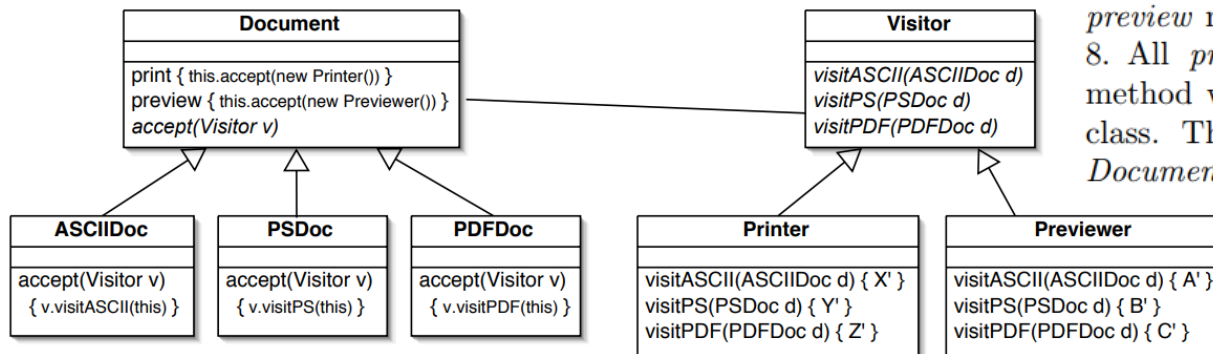 Document
print { this.accept(new Printer()) }
preview { this.accept(new Previewer()) }
accept(Visitor v)
Visitor
visitASCII(ASCIIDoc d)
visitPS(PSDoc d)
visitPDF(PDFDoc d)
preview
8. All
method
class.
Documen
ASCIIDoc
accept(Visitor v)
{ v.visitASCII(this) }
PSDoc
accept(Visitor v)
{ v.visitPS(this) }
PDFDoc
accept(Visitor v)
{ v.visitPDF(this) }
Printer
visitASCII(ASCIIDoc d) { X' }
visitPS(PSDoc d) { Y' }
visitPDF(PDFDoc d) { Z' }
Previewer
visitASCII(ASCIIDoc d) { A' }
visitPS(PSDoc d) { B' }
visitPDF(PDFDoc d) { C' }